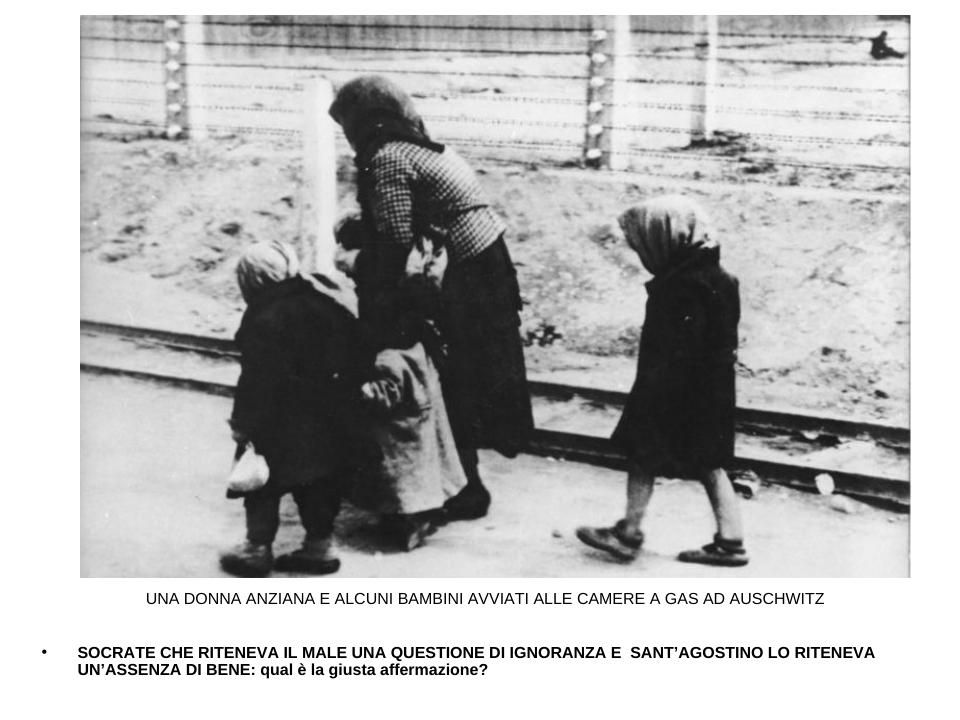 UNA DONNA ANZIANA E ALCUNI BAMBINI AVVIATI ALLE CAMERE A GAS AD AUSCHWITZ
• SOCRATE CHE RITENEVA IL MALE UNA QUESTIONE DI IGNORANZA E  SANT’AGOSTINO LO RITENEVA
UN’ASSENZA DI BENE: qual è la giusta affermazione?